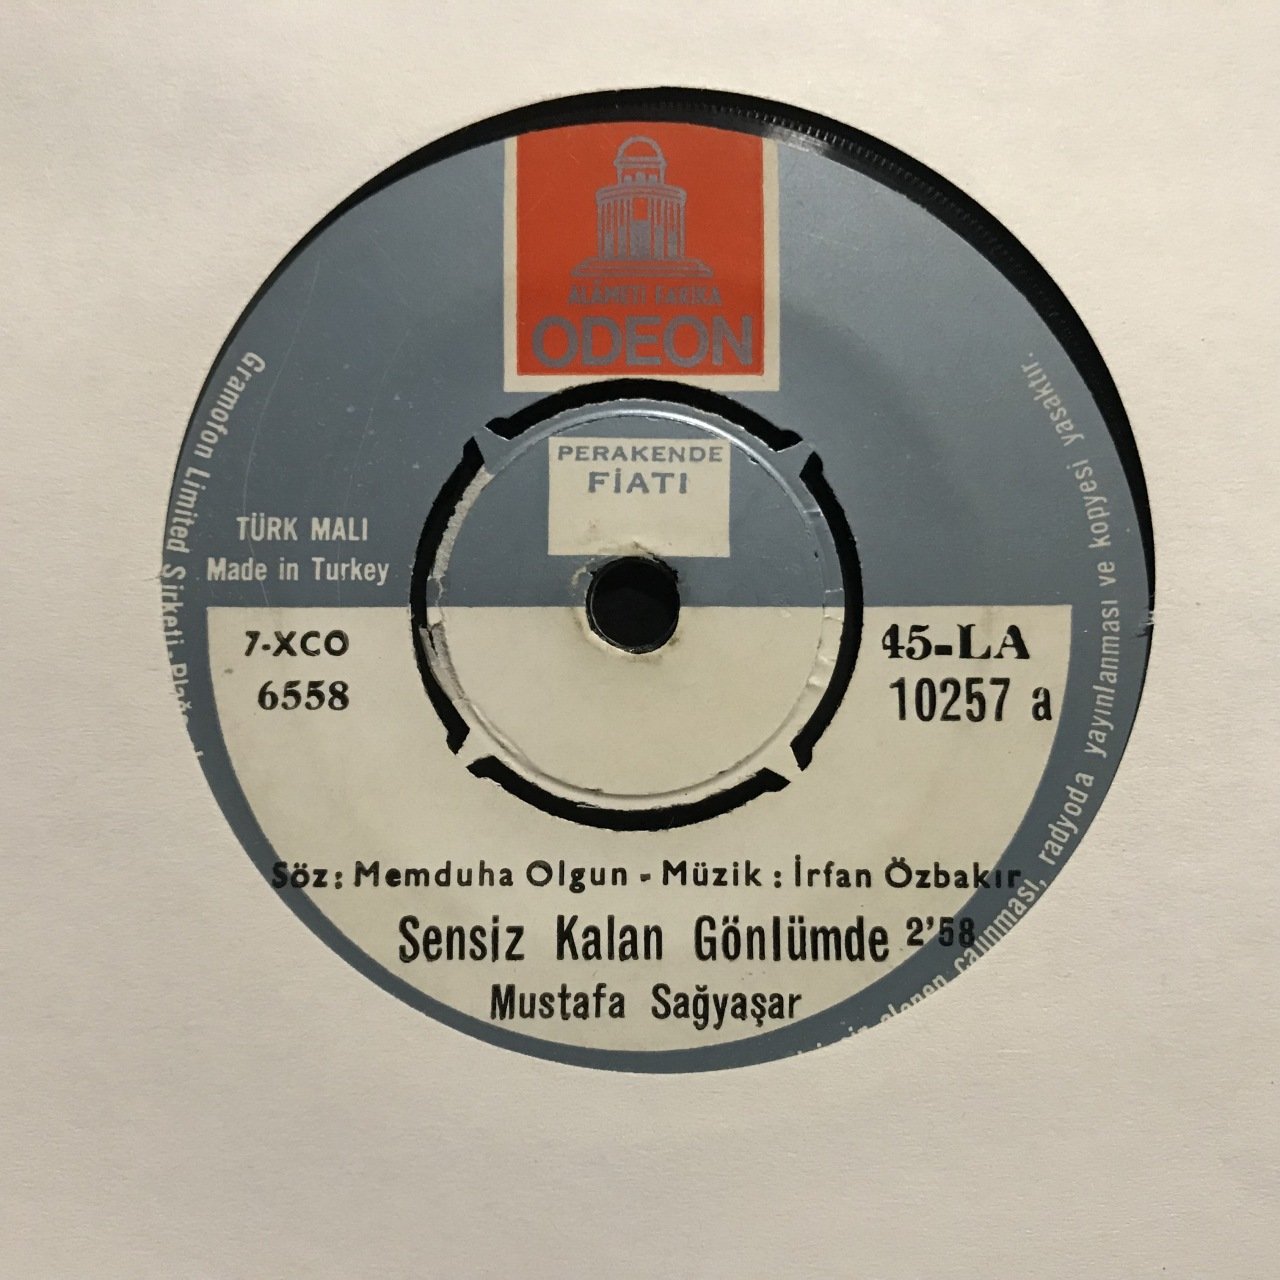 ALÂMETİ FARİKA
ODEON
PERAKENDE
FİATI
TÜRK MALI
Made in Turkey
7-XCO
6558
45-LA
10257 a
Söz: Memduha Olgun - Müzik : İrfan Özbakır
Sensiz Kalan Gönlümde 2'58
Mustafa Sağyaşar
Gramofon Limited Şirketi
çalınması, radyoda yayınlanması ve kopyesi yasaktır.